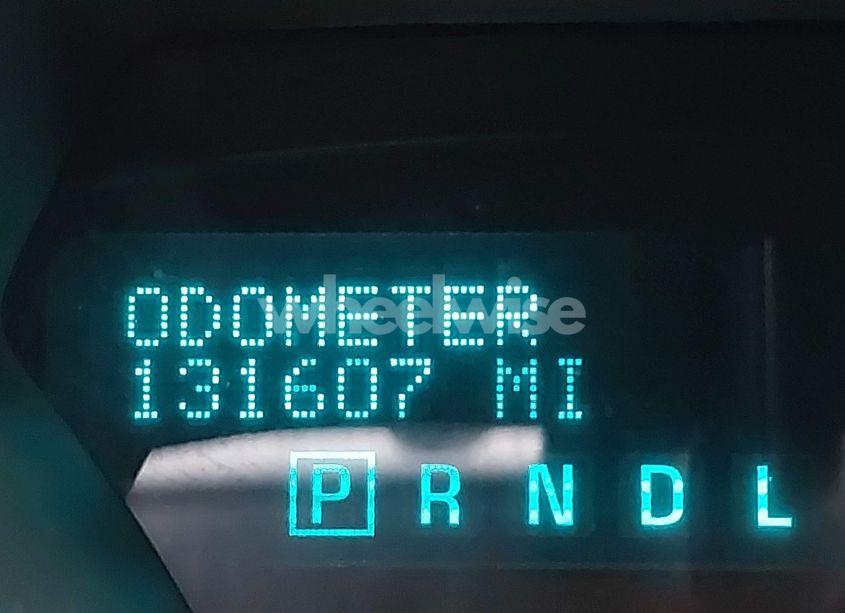 ODOMETER
wheelwise
131607 MI
P R N D L